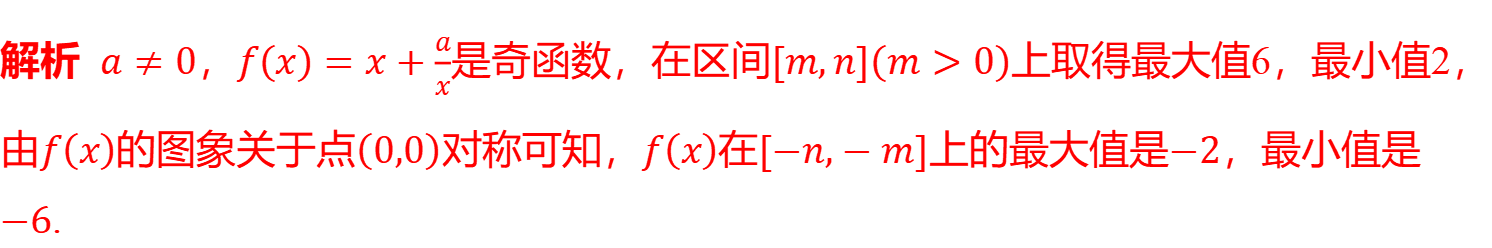 解析 a ≠ 0，f(x) = x + a/x是奇函数，在区间[m,n](m > 0)上取得最大值6，最小值2，
由f(x)的图象关于点(0,0)对称可知，f(x)在[−n,−m]上的最大值是−2，最小值是
−6.